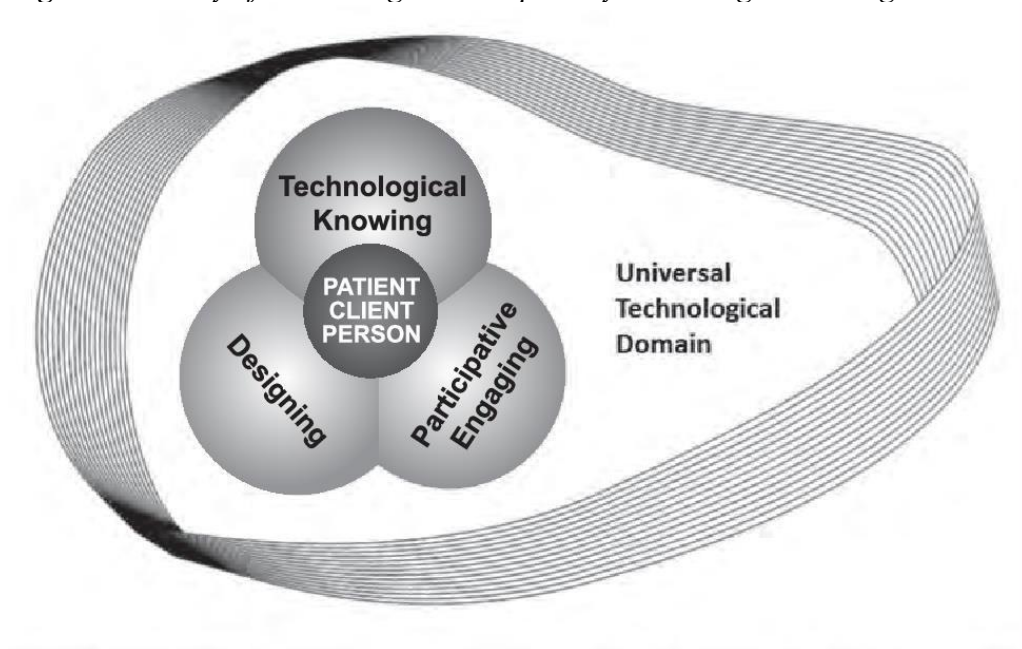 Technological
Knowing
PATIENT
CLIENT
PERSON
Designing
Participative
Engaging
Universal
Technological
Domain